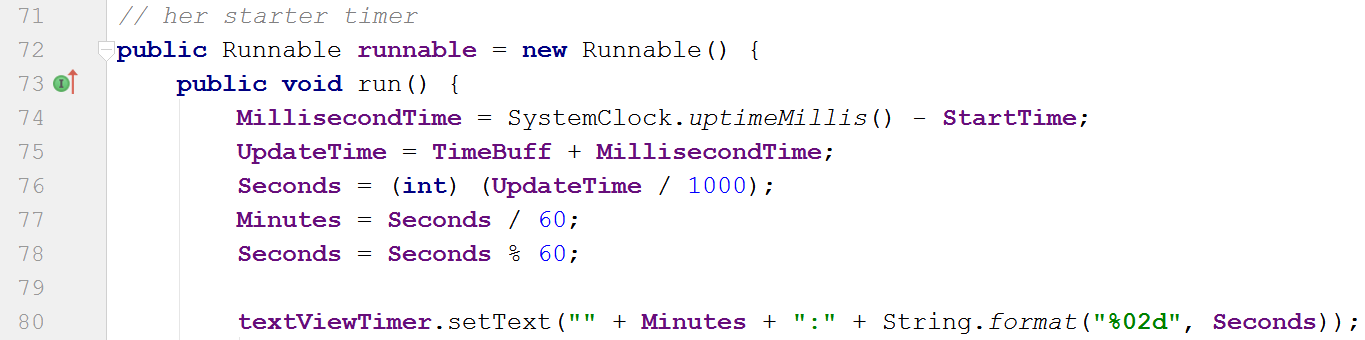 71 // her starter timer
72 public Runnable runnable = new Runnable() {
73 I public void run() {
74 MillisecondTime = SystemClock.uptimeMillis() - StartTime;
75 UpdateTime = TimeBuff + MillisecondTime;
76 Seconds = (int) (UpdateTime / 1000);
77 Minutes = Seconds / 60;
78 Seconds = Seconds % 60;
79
80 textViewTimer.setText("" + Minutes + ":" + String.format("%02d", Seconds));